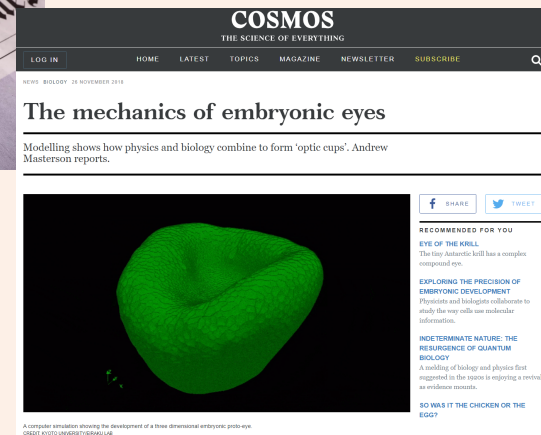 COSMOS
THE SCIENCE OF EVERYTHING
LOG IN
HOME
LATEST
TOPICS
MAGAZINE
NEWSLETTER
SUBSCRIBE
NEWS BIOLOGY 26 NOVEMBER 2018
The mechanics of embryonic eyes
Modelling shows how physics and biology combine to form ‘optic cups’. Andrew
Masterson reports.
SHARE
TWEET
RECOMMENDED FOR YOU
EYE OF THE KRILL
The tiny Antarctic krill has a complex
compound eye.
EXPLORING THE PRECISION OF
EMBRYONIC DEVELOPMENT
Physicists and biologists collaborate to
study the way cells use molecular
information.
INDETERMINATE NATURE: THE
RESURGENCE OF QUANTUM
BIOLOGY
A melding of biology and physics first
suggested in the 1920s is enjoying a revival
as evidence mounts.
SO WAS IT THE CHICKEN OR THE
EGG?
A computer simulation showing the development of a three dimensional embryonic proto-eye.
CREDIT: KYOTO UNIVERSITY/EIRAKU LAB